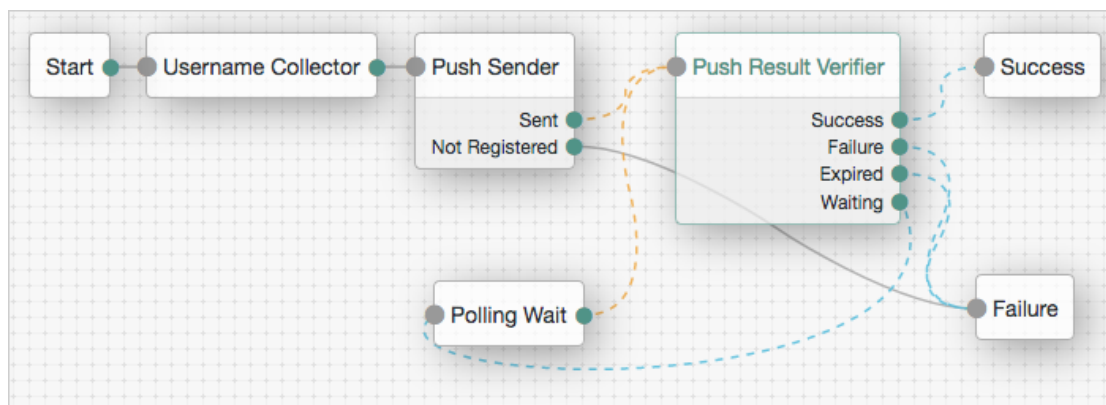 Start
Username Collector
Push Sender
Sent
Not Registered
Push Result Verifier
Success
Failure
Expired
Waiting
Success
Polling Wait
Failure